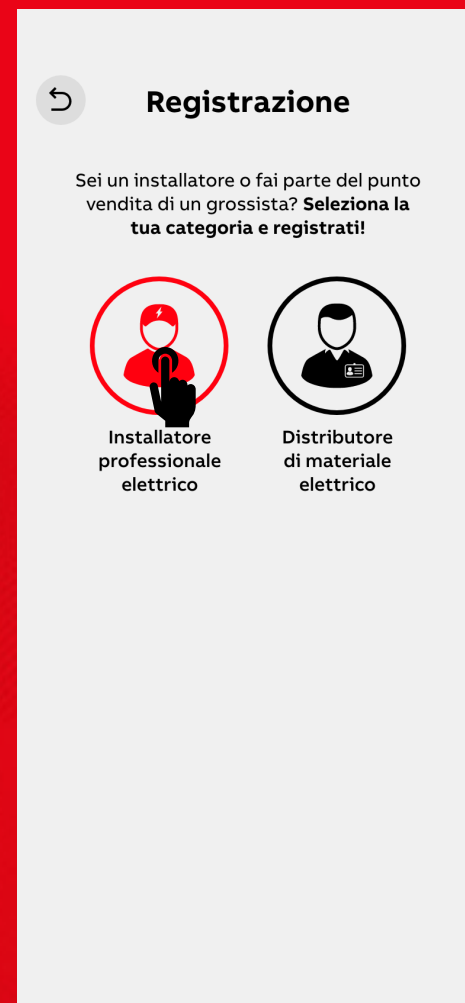 Registrazione
Sei un installatore o fai parte del punto
vendita di un grossista? Seleziona la
tua categoria e registrati!
Installatore
professionale
elettrico
Distributore
di materiale
elettrico